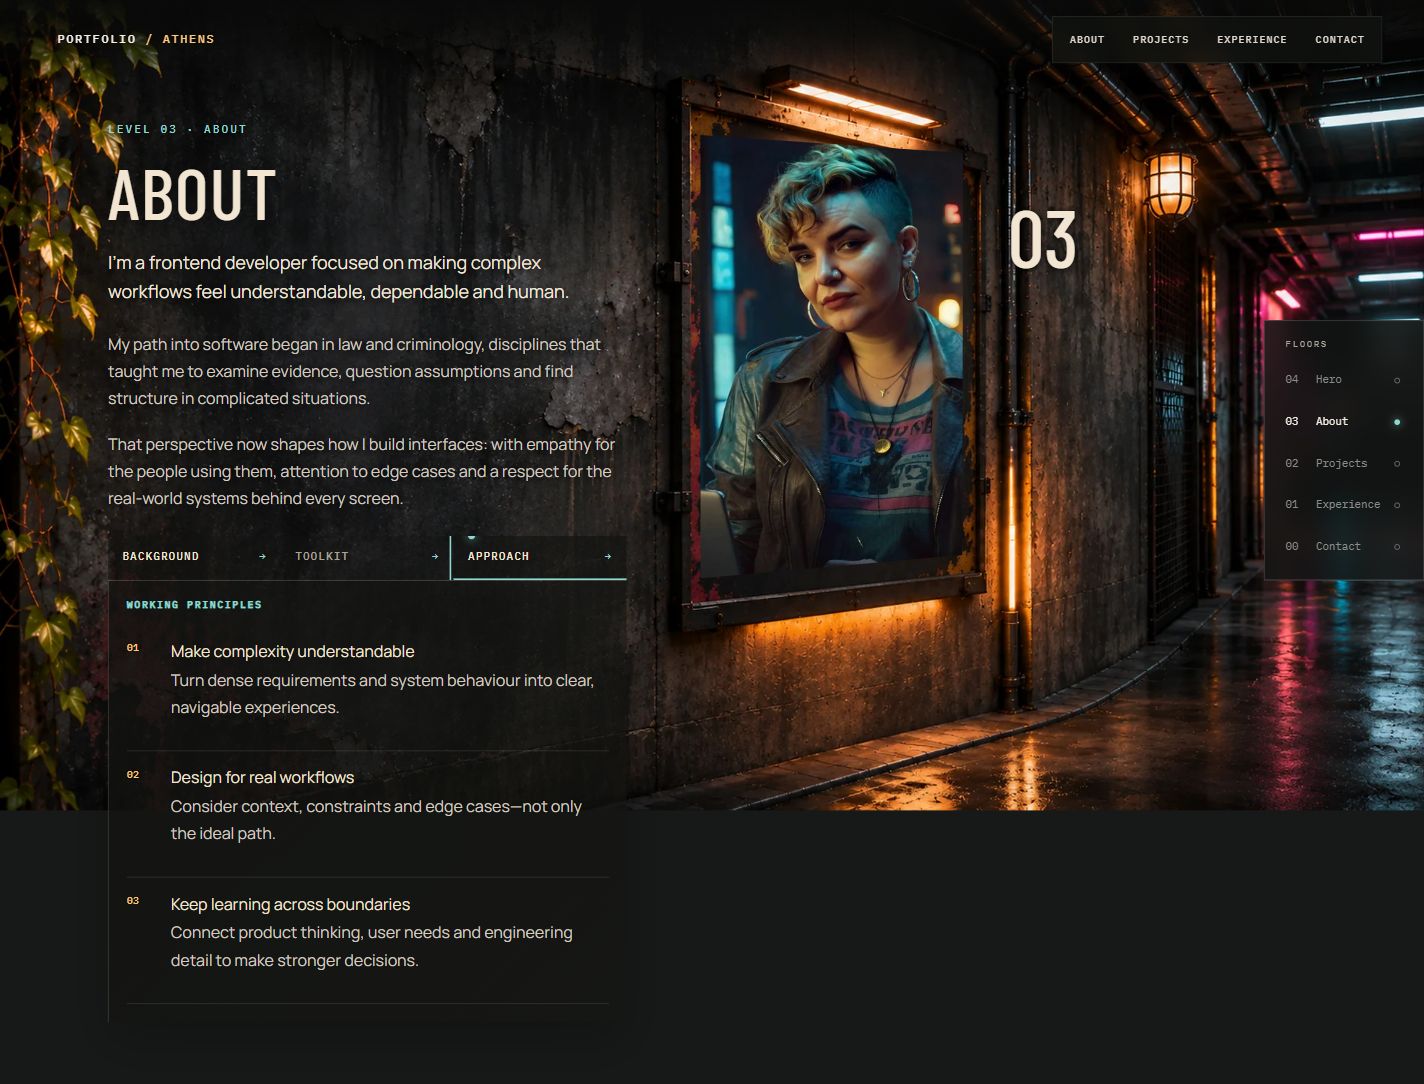 PORTFOLIO / ATHENS
ABOUT PROJECTS EXPERIENCE CONTACT
LEVEL 03 · ABOUT
ABOUT
I'm a frontend developer focused on making complex
workflows feel understandable, dependable and human.
My path into software began in law and criminology, disciplines that
taught me to examine evidence, question assumptions and find
structure in complicated situations.
That perspective now shapes how I build interfaces: with empathy for
the people using them, attention to edge cases and a respect for the
real-world systems behind every screen.
BACKGROUND → TOOLKIT → APPROACH →
WORKING PRINCIPLES
01 Make complexity understandable
Turn dense requirements and system behaviour into clear,
navigable experiences.
02 Design for real workflows
Consider context, constraints and edge cases—not only
the ideal path.
03 Keep learning across boundaries
Connect product thinking, user needs and engineering
detail to make stronger decisions.
03
FLOORS
04 Hero
03 About
02 Projects
01 Experience
00 Contact